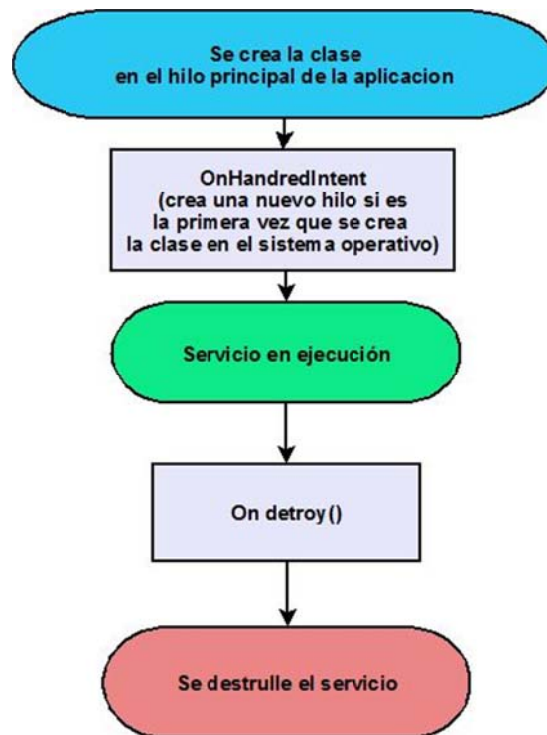 Se crea la clase
en el hilo principal de la aplicacion
OnHandredIntent
(crea una nuevo hilo si es
la primera vez que se crea
la clase en el sistema operativo)
Servicio en ejecución
On detroy()
Se destrulle el servicio